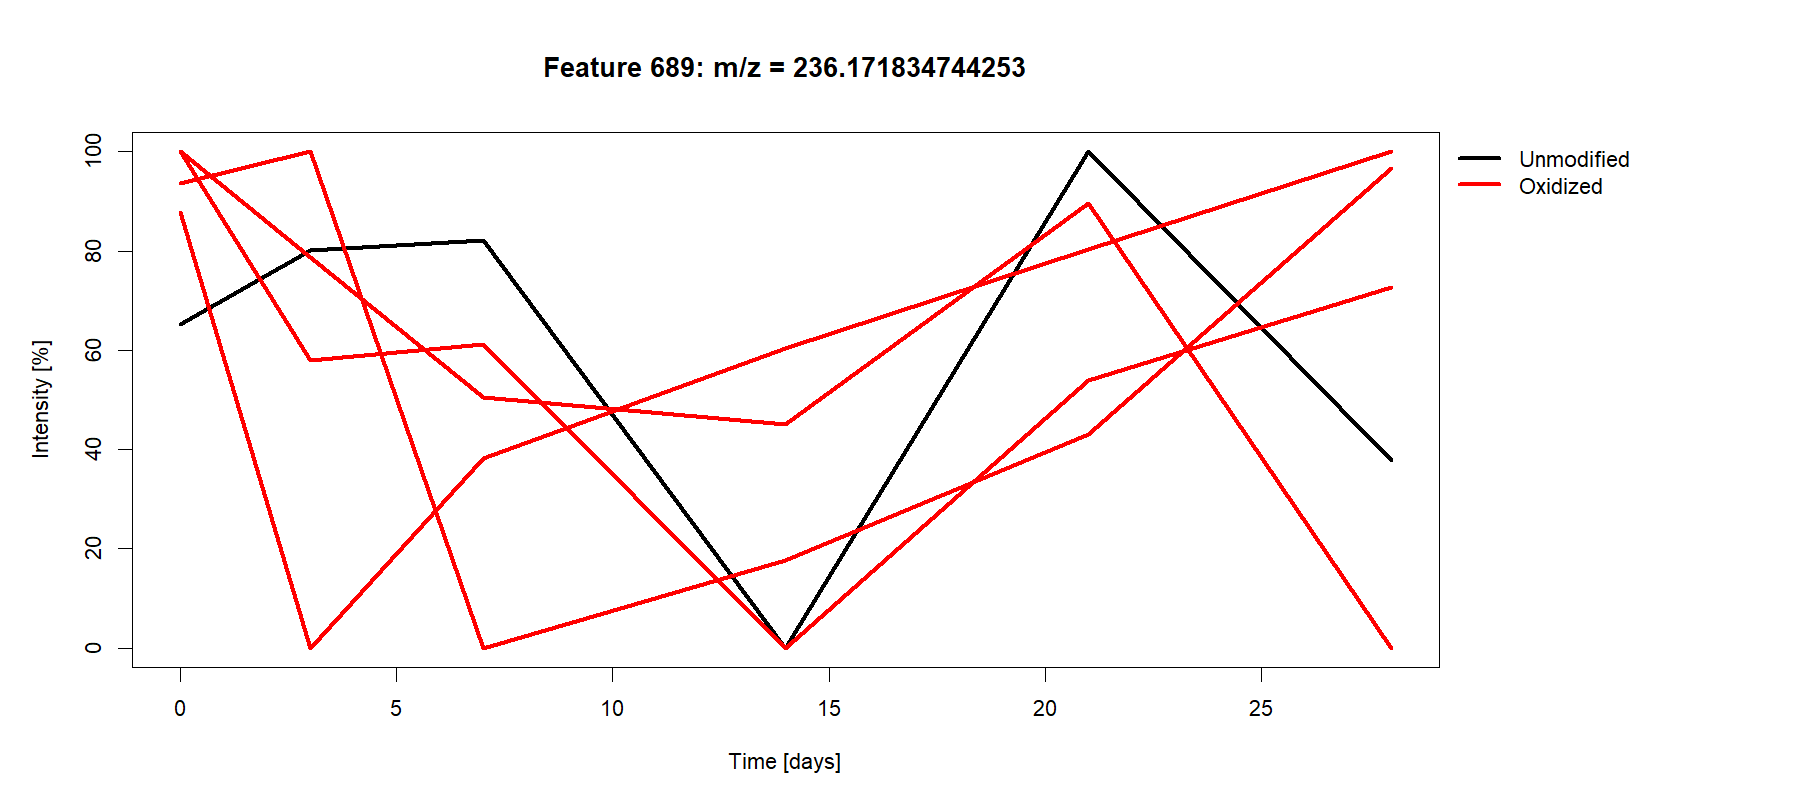 Feature 689: m/z = 236.171834744253
Unmodified
Oxidized
Intensity [%]
100
80
60
40
20
0
0 5 10 15 20 25
Time [days]